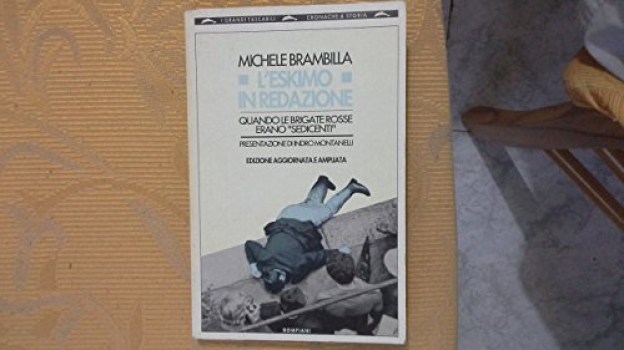 I GRANDI TASCABILI CRONACHE & STORIA
MICHELE BRAMBILLA
L'ESKIMO
IN REDAZIONE
QUANDO LE BRIGATE ROSSE
ERANO "SEDICENTI"
PRESENTAZIONE DI INDRO MONTANELLI
EDIZIONE AGGIORNATA E AMPLIATA
BOMPIANI